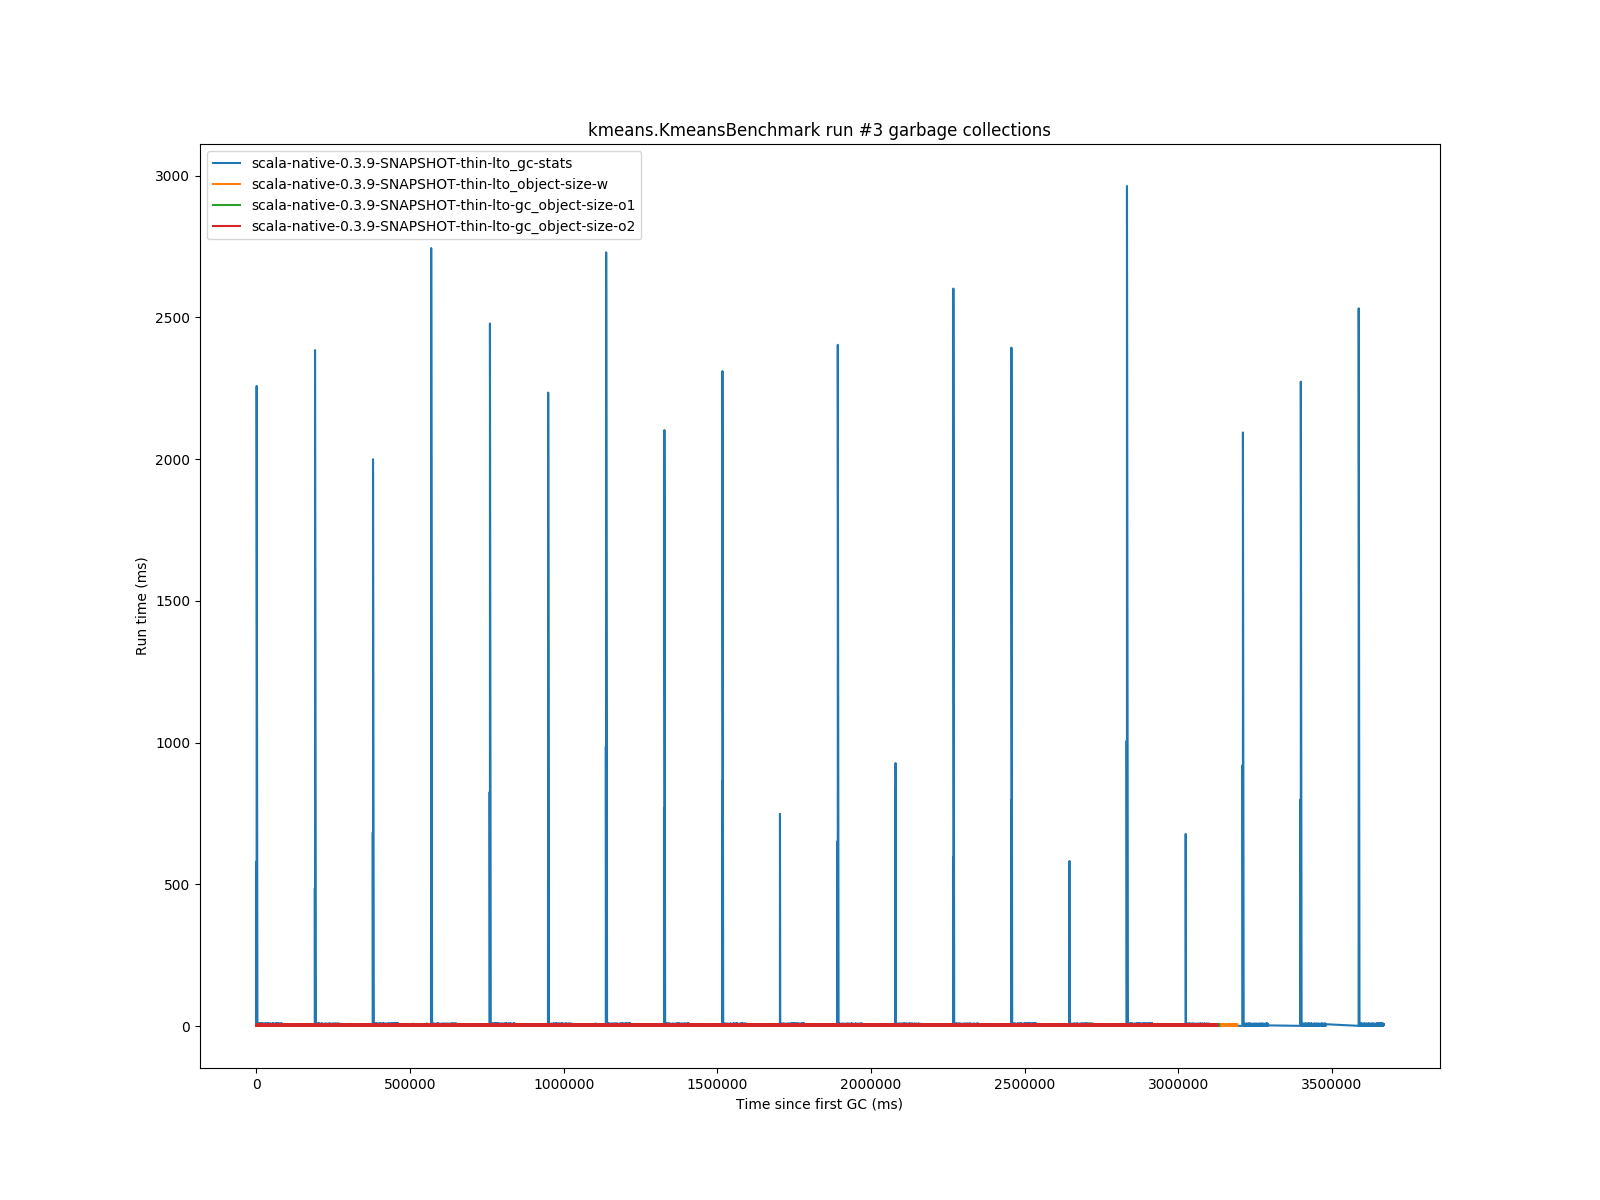 kmeans.KmeansBenchmark run #3 garbage collections
scala-native-0.3.9-SNAPSHOT-thin-lto_gc-stats
scala-native-0.3.9-SNAPSHOT-thin-lto_object-size-w
scala-native-0.3.9-SNAPSHOT-thin-lto-gc_object-size-o1
scala-native-0.3.9-SNAPSHOT-thin-lto-gc_object-size-o2
3000
2500
2000
1500
1000
500
0
Run time (ms)
0
500000
1000000
1500000
2000000
2500000
3000000
3500000
Time since first GC (ms)